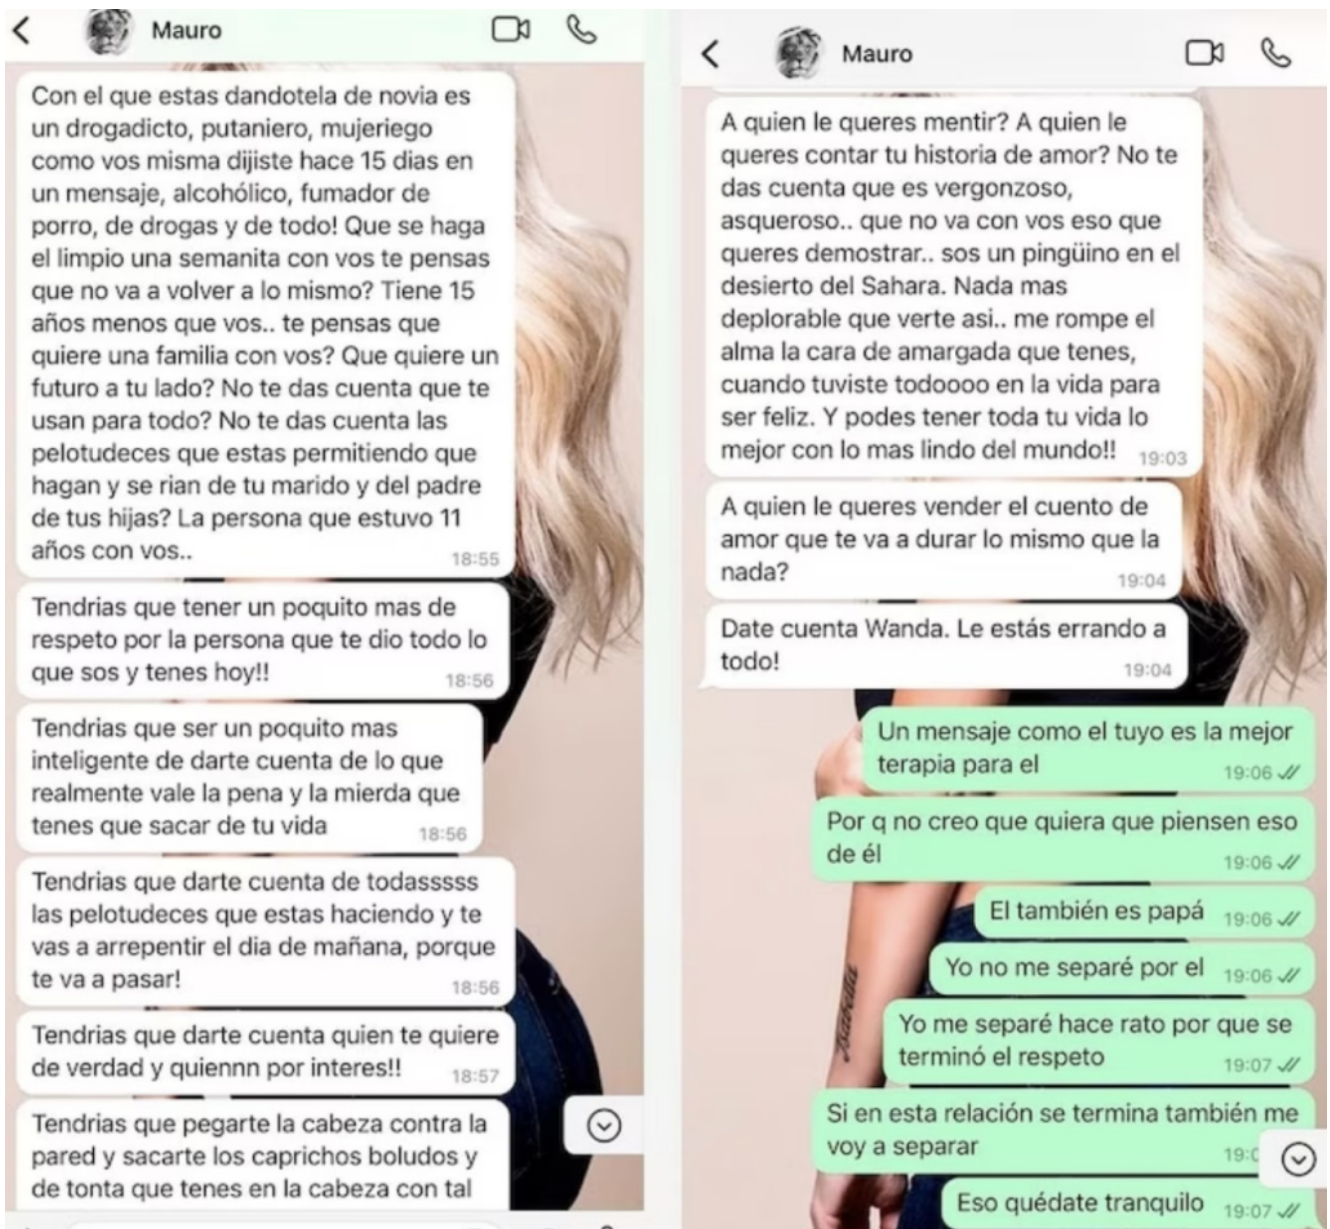 Mauro
Con el que estas dandotela de novia es
un drogadicto, putaniero, mujeriego
como vos misma dijiste hace 15 dias en
un mensaje, alcohólico, fumador de
porro, de drogas y de todo! Que se haga
el limpio una semanita con vos te pensas
que no va a volver a lo mismo? Tiene 15
años menos que vos.. te pensas que
quiere una familia con vos? Que quiere un
futuro a tu lado? No te das cuenta que te
usan para todo? No te das cuenta las
pelotudeces que estas permitiendo que
hagan y se rian de tu marido y del padre
de tus hijas? La persona que estuvo 11
años con vos..
18:55
Tendrias que tener un poquito mas de
respeto por la persona que te dio todo lo
que sos y tenes hoy!!
18:56
Tendrias que ser un poquito mas
inteligente de darte cuenta de lo que
realmente vale la pena y la mierda que
tenes que sacar de tu vida
18:56
Tendrias que darte cuenta de todasssss
las pelotudeces que estas haciendo y te
vas a arrepentir el dia de mañana, porque
te va a pasar!
18:56
Tendrias que darte cuenta quien te quiere
de verdad y quiennn por interes!!
18:57
Tendrias que pegarte la cabeza contra la
pared y sacarte los caprichos boludos y
de tonta que tenes en la cabeza con tal
Mauro
A quien le queres mentir? A quien le
queres contar tu historia de amor? No te
das cuenta que es vergonzoso,
asqueroso.. que no va con vos eso que
queres demostrar.. sos un pingüino en el
desierto del Sahara. Nada mas
deplorable que verte asi.. me rompe el
alma la cara de amargada que tenes,
cuando tuviste todoooo en la vida para
ser feliz. Y podes tener toda tu vida lo
mejor con lo mas lindo del mundo!!
19:03
A quien le queres vender el cuento de
amor que te va a durar lo mismo que la
nada?
19:04
Date cuenta Wanda. Le estás errando a
todo!
19:04
Un mensaje como el tuyo es la mejor
terapia para el
19:06
Por q no creo que quiera que piensen eso
de él
19:06
El también es papá
19:06
Yo no me separé por el
19:06
Yo me separé hace rato por que se
terminó el respeto
19:07
Si en esta relación se termina también me
voy a separar
19:0
Eso quédate tranquilo
19:07
Isabella